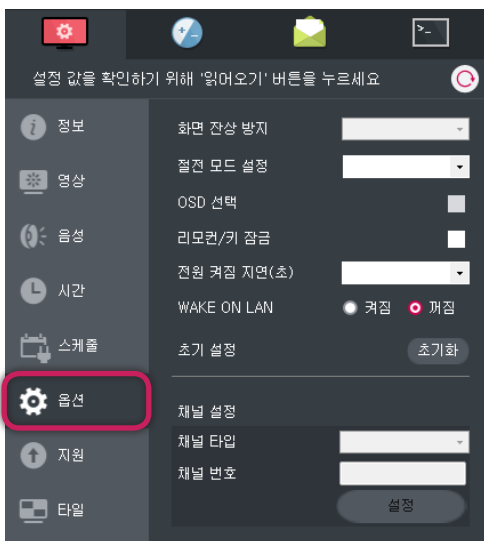 설정 값을 확인하기 위해 '읽어오기' 버튼을 누르세요
정보
영상
음성
시간
스케줄
옵션
지원
타일
화면 잔상 방지
절전 모드 설정
OSD 선택
리모컨/키 잠금
전원 켜짐 지연(초)
WAKE ON LAN 켜짐 꺼짐
초기 설정 초기화
채널 설정
채널 타입
채널 번호
설정